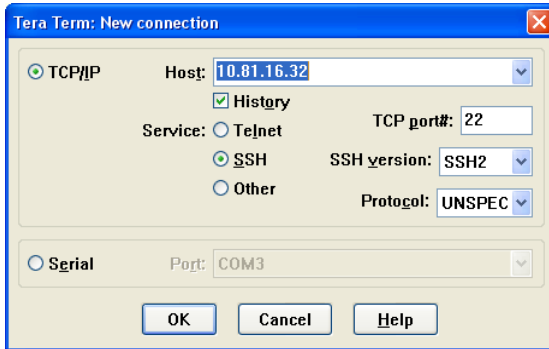 Tera Term: New connection
TCP/IP
Host: 10.81.16.32
History
Service: Telnet
TCP port#: 22
SSH
SSH version: SSH2
Other
Protocol: UNSPEC
Serial
Port: COM3
OK
Cancel
Help